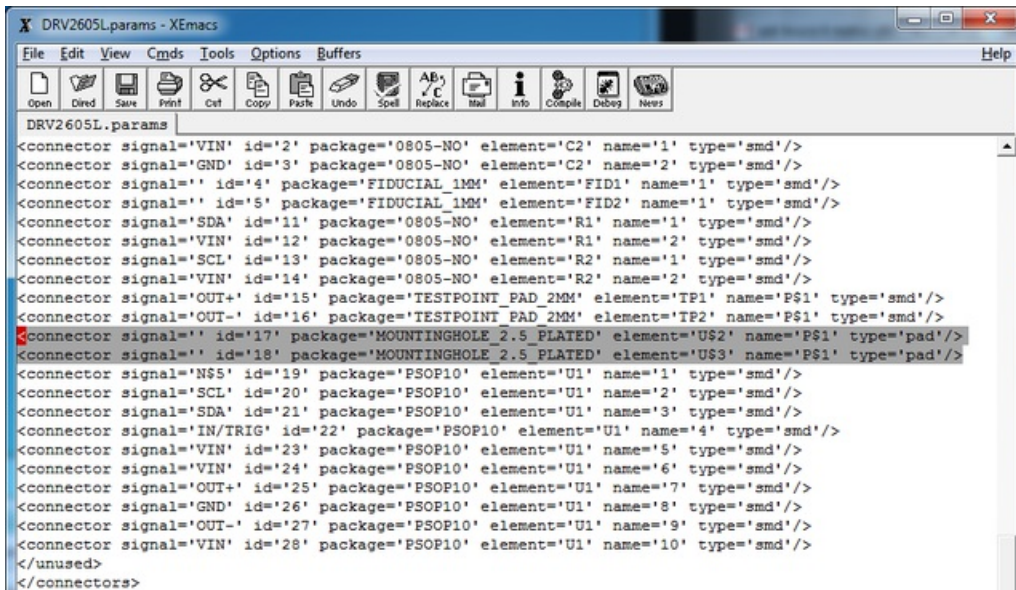 DRV2605L.params - XEmacs
File Edit View Cmds Tools Options Buffers Help
Open Dired Save Print Cut Copy Paste Undo Spell Replace Mail Info Compile Debug News
DRV2605L.params
<connector signal='VIN' id='2' package='0805-NO' element='C2' name='1' type='smd'/>
<connector signal='GND' id='3' package='0805-NO' element='C2' name='2' type='smd'/>
<connector signal='' id='4' package='FIDUCIAL_1MM' element='FID1' name='1' type='smd'/>
<connector signal='' id='5' package='FIDUCIAL_1MM' element='FID2' name='1' type='smd'/>
<connector signal='SDA' id='11' package='0805-NO' element='R1' name='1' type='smd'/>
<connector signal='VIN' id='12' package='0805-NO' element='R1' name='2' type='smd'/>
<connector signal='SCL' id='13' package='0805-NO' element='R2' name='1' type='smd'/>
<connector signal='VIN' id='14' package='0805-NO' element='R2' name='2' type='smd'/>
<connector signal='OUT+' id='15' package='TESTPOINT_PAD_2MM' element='TP1' name='P$1' type='smd'/>
<connector signal='OUT-' id='16' package='TESTPOINT_PAD_2MM' element='TP2' name='P$1' type='smd'/>
<connector signal='' id='17' package='MOUNTINGHOLE_2.5_PLATED' element='U$2' name='P$1' type='pad'/>
<connector signal='' id='18' package='MOUNTINGHOLE_2.5_PLATED' element='U$3' name='P$1' type='pad'/>
<connector signal='N$5' id='19' package='PSOP10' element='U1' name='1' type='smd'/>
<connector signal='SCL' id='20' package='PSOP10' element='U1' name='2' type='smd'/>
<connector signal='SDA' id='21' package='PSOP10' element='U1' name='3' type='smd'/>
<connector signal='IN/TRIG' id='22' package='PSOP10' element='U1' name='4' type='smd'/>
<connector signal='VIN' id='23' package='PSOP10' element='U1' name='5' type='smd'/>
<connector signal='VIN' id='24' package='PSOP10' element='U1' name='6' type='smd'/>
<connector signal='OUT+' id='25' package='PSOP10' element='U1' name='7' type='smd'/>
<connector signal='GND' id='26' package='PSOP10' element='U1' name='8' type='smd'/>
<connector signal='OUT-' id='27' package='PSOP10' element='U1' name='9' type='smd'/>
<connector signal='VIN' id='28' package='PSOP10' element='U1' name='10' type='smd'/>
</unused>
</connectors>